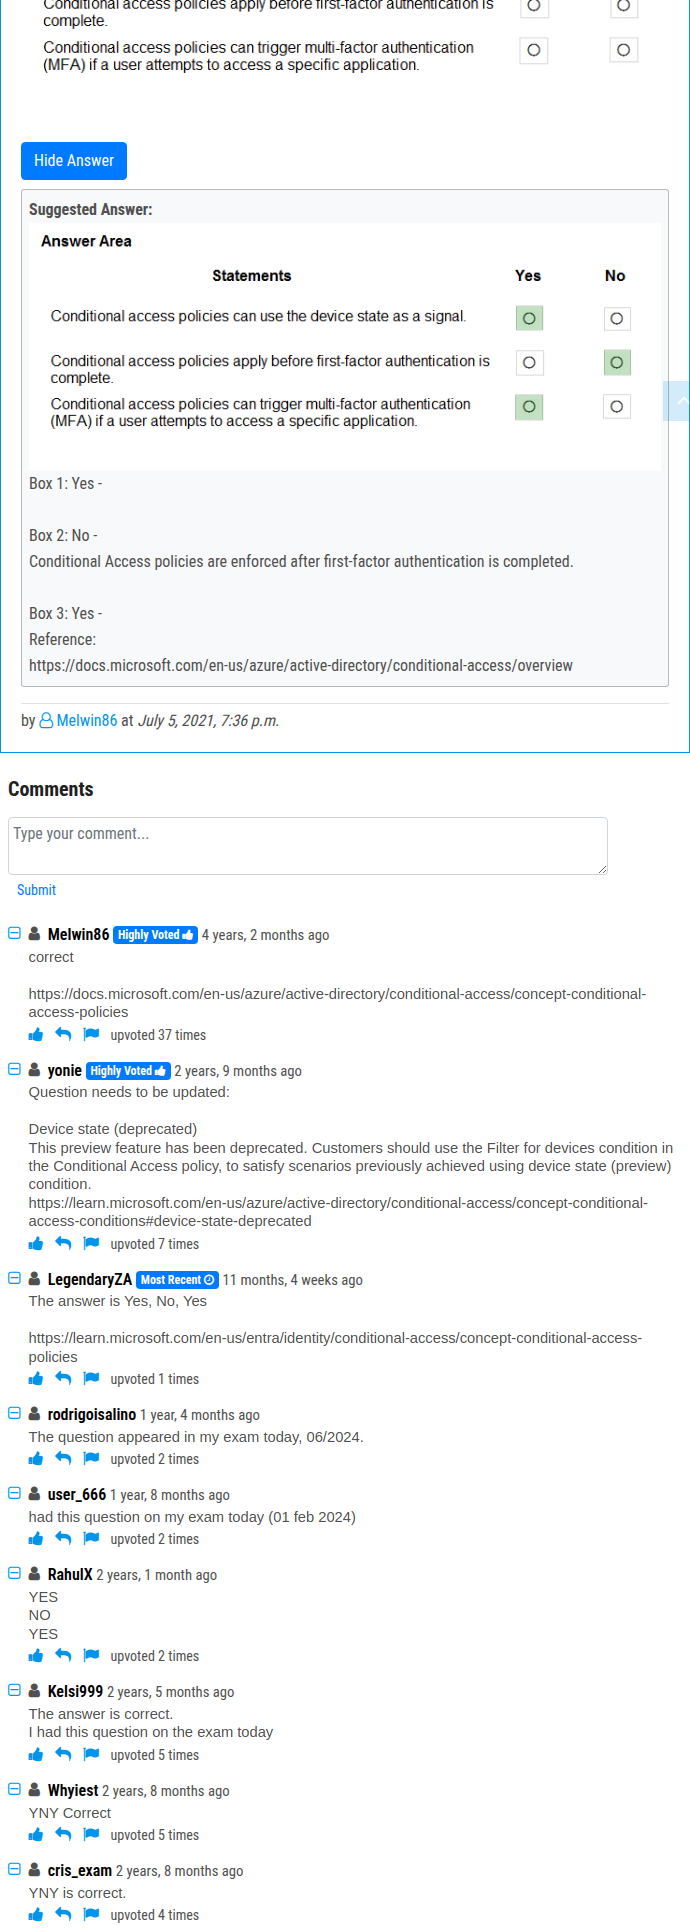 Conditional access policies apply before first-factor authentication is
complete.
Conditional access policies can trigger multi-factor authentication
(MFA) if a user attempts to access a specific application.
Hide Answer
Suggested Answer:
Answer Area
Statements Yes No
Conditional access policies can use the device state as a signal.
Conditional access policies apply before first-factor authentication is
complete.
Conditional access policies can trigger multi-factor authentication
(MFA) if a user attempts to access a specific application.
Box 1: Yes -
Box 2: No -
Conditional Access policies are enforced after first-factor authentication is completed.
Box 3: Yes -
Reference:
https://docs.microsoft.com/en-us/azure/active-directory/conditional-access/overview
by Melwin86 at July 5, 2021, 7:36 p.m.
Comments
Type your comment...
Submit
Melwin86 Highly Voted 4 years, 2 months ago
correct
https://docs.microsoft.com/en-us/azure/active-directory/conditional-access/concept-conditional-
access-policies
upvoted 37 times
yonie Highly Voted 2 years, 9 months ago
Question needs to be updated:
Device state (deprecated)
This preview feature has been deprecated. Customers should use the Filter for devices condition in
the Conditional Access policy, to satisfy scenarios previously achieved using device state (preview)
condition.
https://learn.microsoft.com/en-us/azure/active-directory/conditional-access/concept-conditional-
access-conditions#device-state-deprecated
upvoted 7 times
LegendaryZA Most Recent 11 months, 4 weeks ago
The answer is Yes, No, Yes
https://learn.microsoft.com/en-us/entra/identity/conditional-access/concept-conditional-access-
policies
upvoted 1 times
rodrigoisalino 1 year, 4 months ago
The question appeared in my exam today, 06/2024.
upvoted 2 times
user_666 1 year, 8 months ago
had this question on my exam today (01 feb 2024)
upvoted 2 times
RahulX 2 years, 1 month ago
YES
NO
YES
upvoted 2 times
Kelsi999 2 years, 5 months ago
The answer is correct.
I had this question on the exam today
upvoted 5 times
Whyiest 2 years, 8 months ago
YNY Correct
upvoted 5 times
cris_exam 2 years, 8 months ago
YNY is correct.
upvoted 4 times